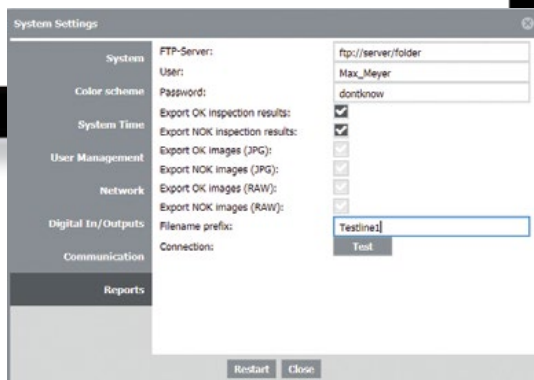 System Settings
System
Color scheme
System Time
User Management
Network
Digital In/Outputs
Communication
Reports
FTP-Server: ftp://server/folder
User: Max_Meyer
Password: dontknow
Export OK inspection results:
Export NOK inspection results:
Export OK images (JPG):
Export NOK images (JPG):
Export OK images (RAW):
Export NOK images (RAW):
Filename prefix: Testline1
Connection: Test
Restart Close